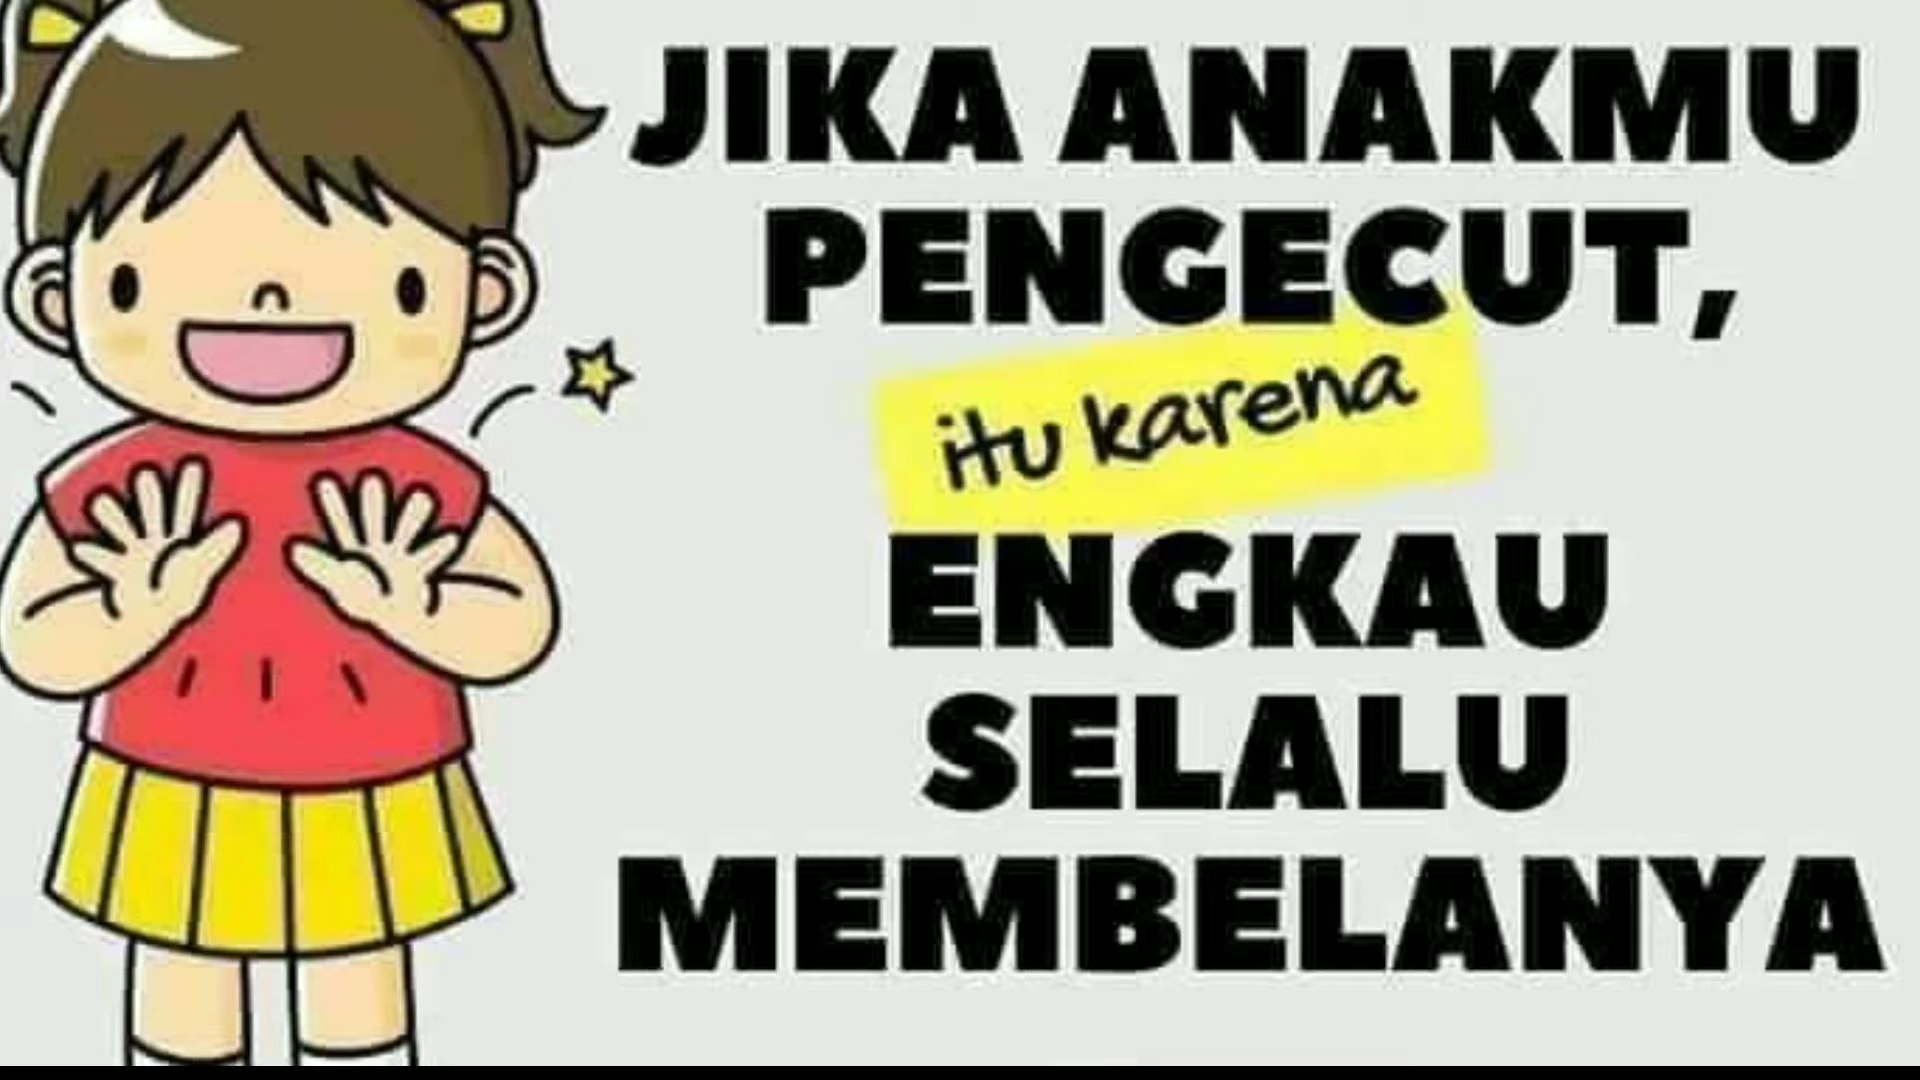 JIKA ANAKMU
PENGECUT,
itu karena
ENGKAU
SELALU
MEMBELANYA